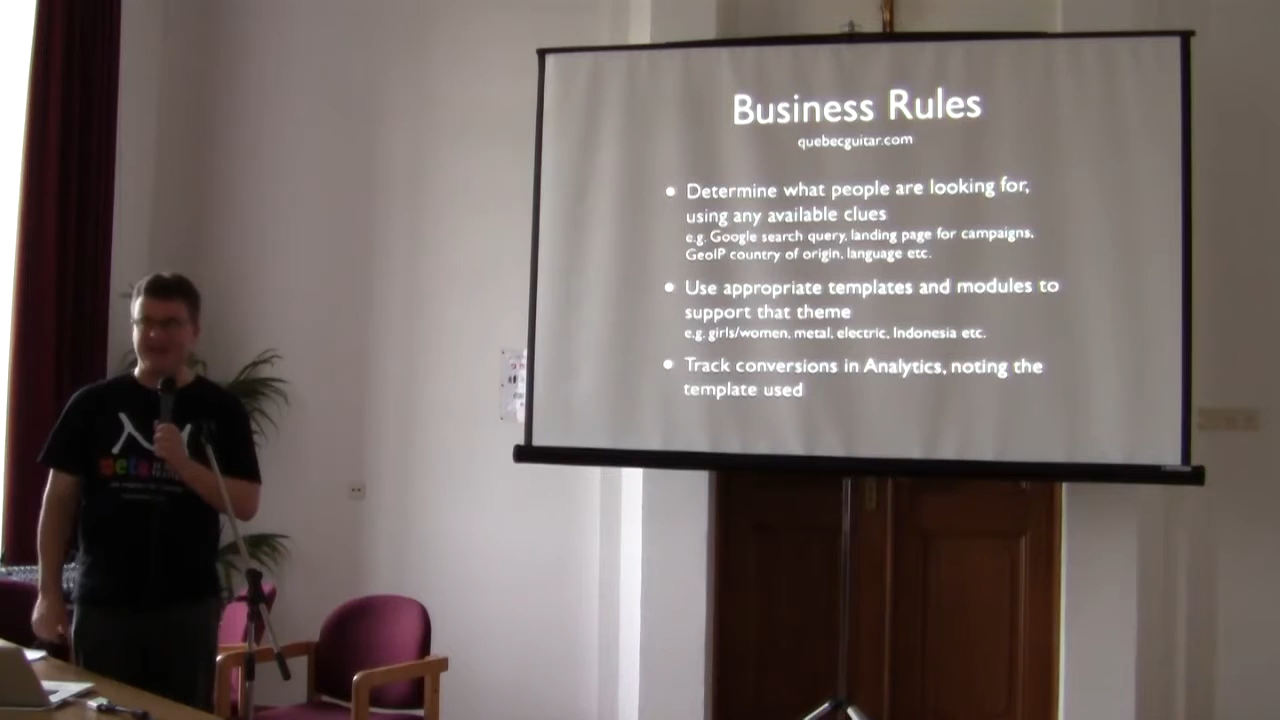 Business Rules
quebecguitar.com
• Determine what people are looking for,
using any available clues
e.g. Google search query, landing page for campaigns,
GeoIP country of origin, language etc.
• Use appropriate templates and modules to
support that theme
e.g. girls/women, metal, electric, Indonesia etc.
• Track conversions in Analytics, noting the
template used